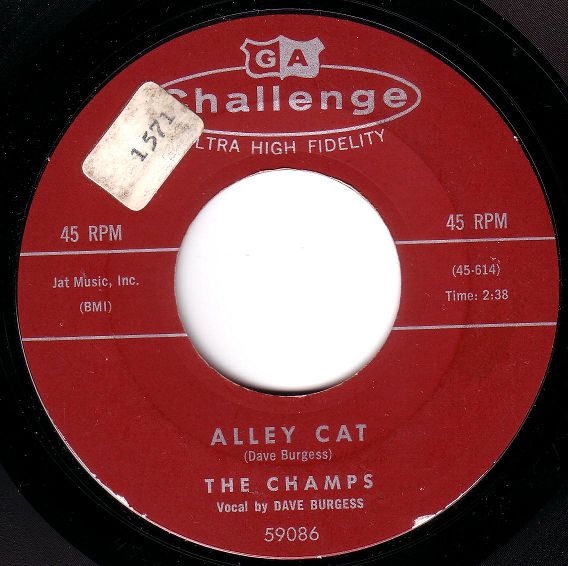 GA
Challenge
ULTRA HIGH FIDELITY
1571
45 RPM
45 RPM
Jat Music, Inc.
(BMI)
(45-614)
Time: 2:38
ALLEY CAT
(Dave Burgess)
THE CHAMPS
Vocal by DAVE BURGESS
59086